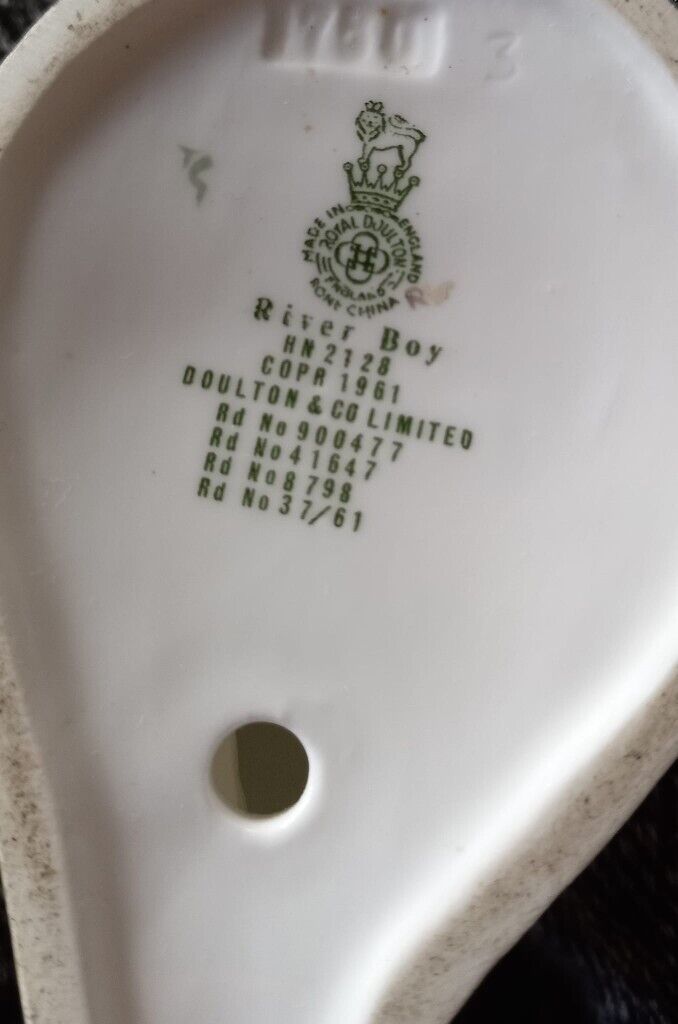 3
MADE IN ENGLAND
ROYAL DOULTON
ENGLAND
BONE CHINA
River Boy
HN 2128
COPR 1961
DOULTON & CO LIMITED
Rd No 900477
Rd No 41647
Rd No 8798
Rd No 37/61